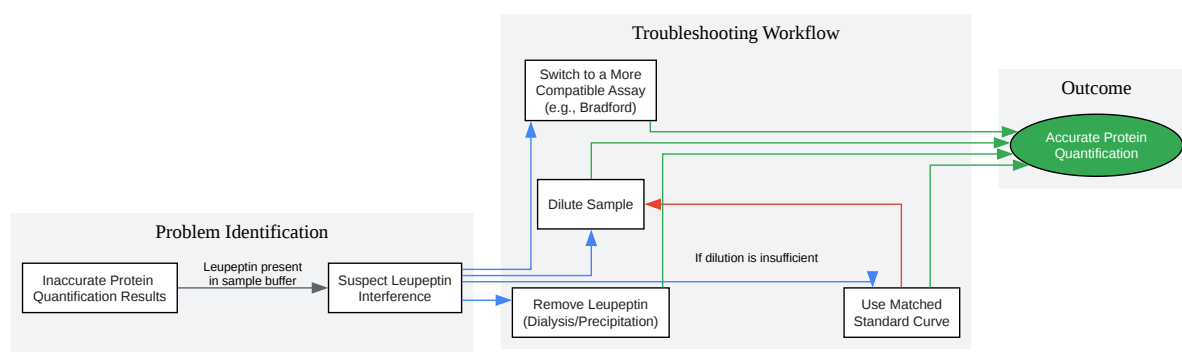 Problem Identification
Inaccurate Protein
Quantification Results
Leupeptin present
in sample buffer
Suspect Leupeptin
Interference
Troubleshooting Workflow
Switch to a More
Compatible Assay
(e.g., Bradford)
Dilute Sample
If dilution is insufficient
Remove Leupeptin
(Dialysis/Precipitation)
Use Matched
Standard Curve
Outcome
Accurate Protein
Quantification